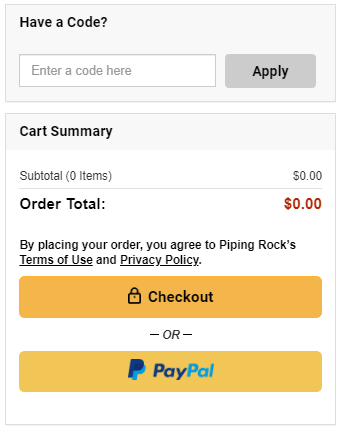 Have a Code?
Enter a code here
Apply
Cart Summary
Subtotal (0 Items) $0.00
Order Total: $0.00
By placing your order, you agree to Piping Rock's
Terms of Use and Privacy Policy.
Checkout
— OR —
PayPal